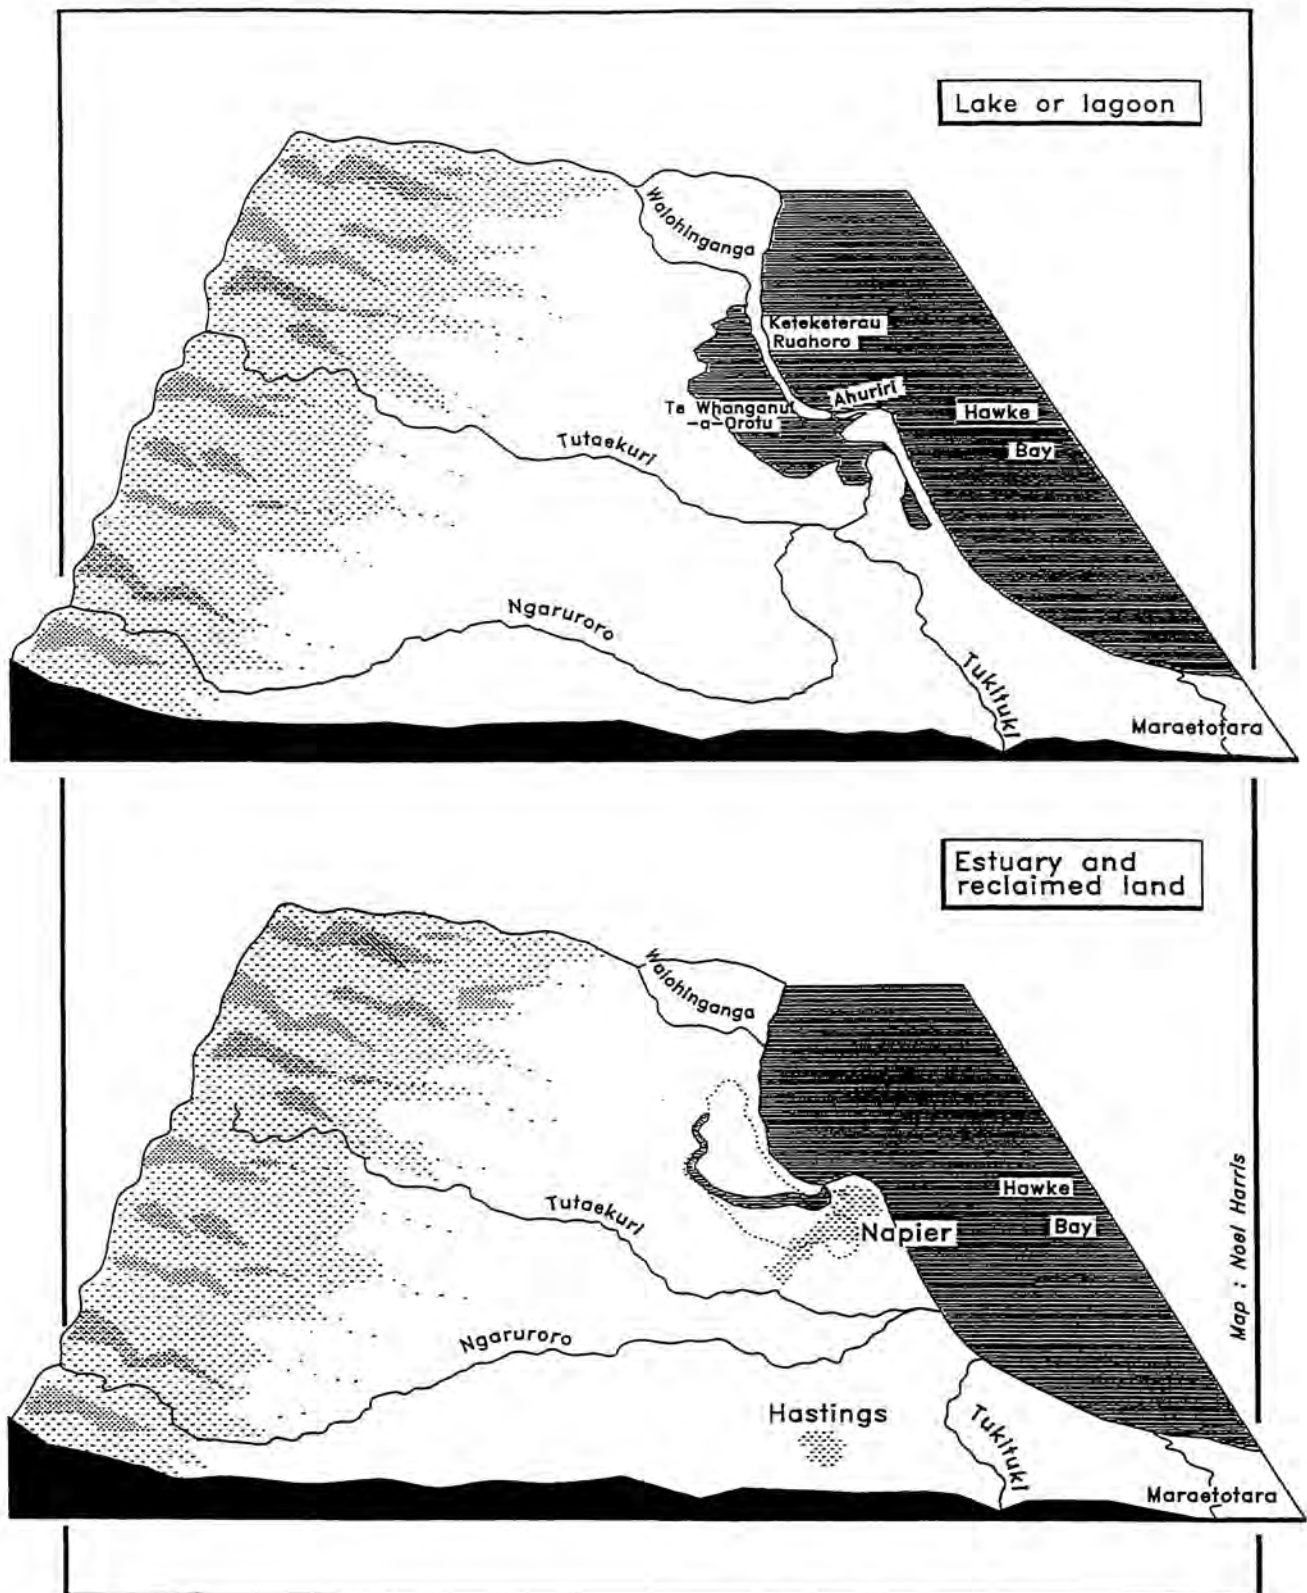 Lake or lagoon
Waiohinganga
Keteketerau
Ruahoro
Ahuriri
Te Whanganui
-a-Orotu
Hawke
Bay
Tutaekuri
Ngaruroro
Tukituki
Maraetotara
Estuary and
reclaimed land
Waiohinganga
Hawke
Bay
Tutaekuri
Napier
Ngaruroro
Hastings
Tukituki
Maraetotara
Map : Noel Harris